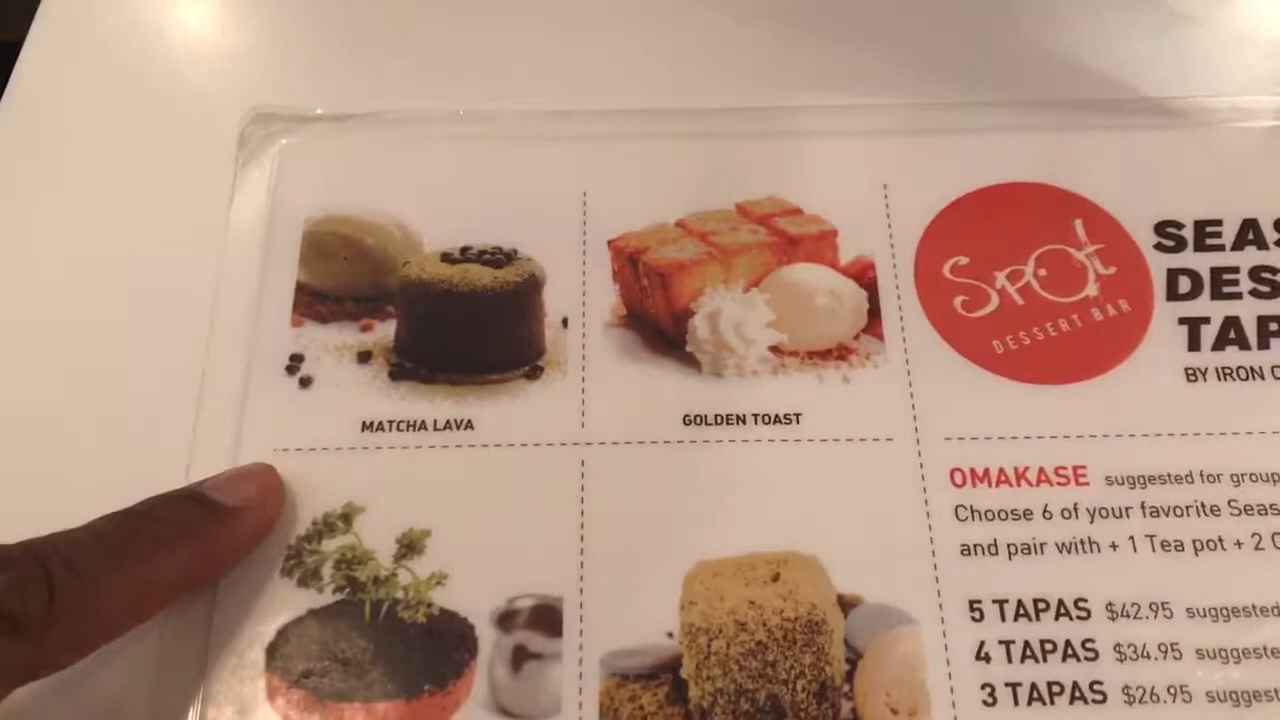 MATCHA LAVA
GOLDEN TOAST
Spot
DESSERT BAR
SEAS
DES
TAP
BY IRON C
OMAKASE suggested for group
Choose 6 of your favorite Seas
and pair with + 1 Tea pot + 2
5 TAPAS $42.95 suggested
4 TAPAS $34.95 suggeste
3 TAPAS $26.95 suggest